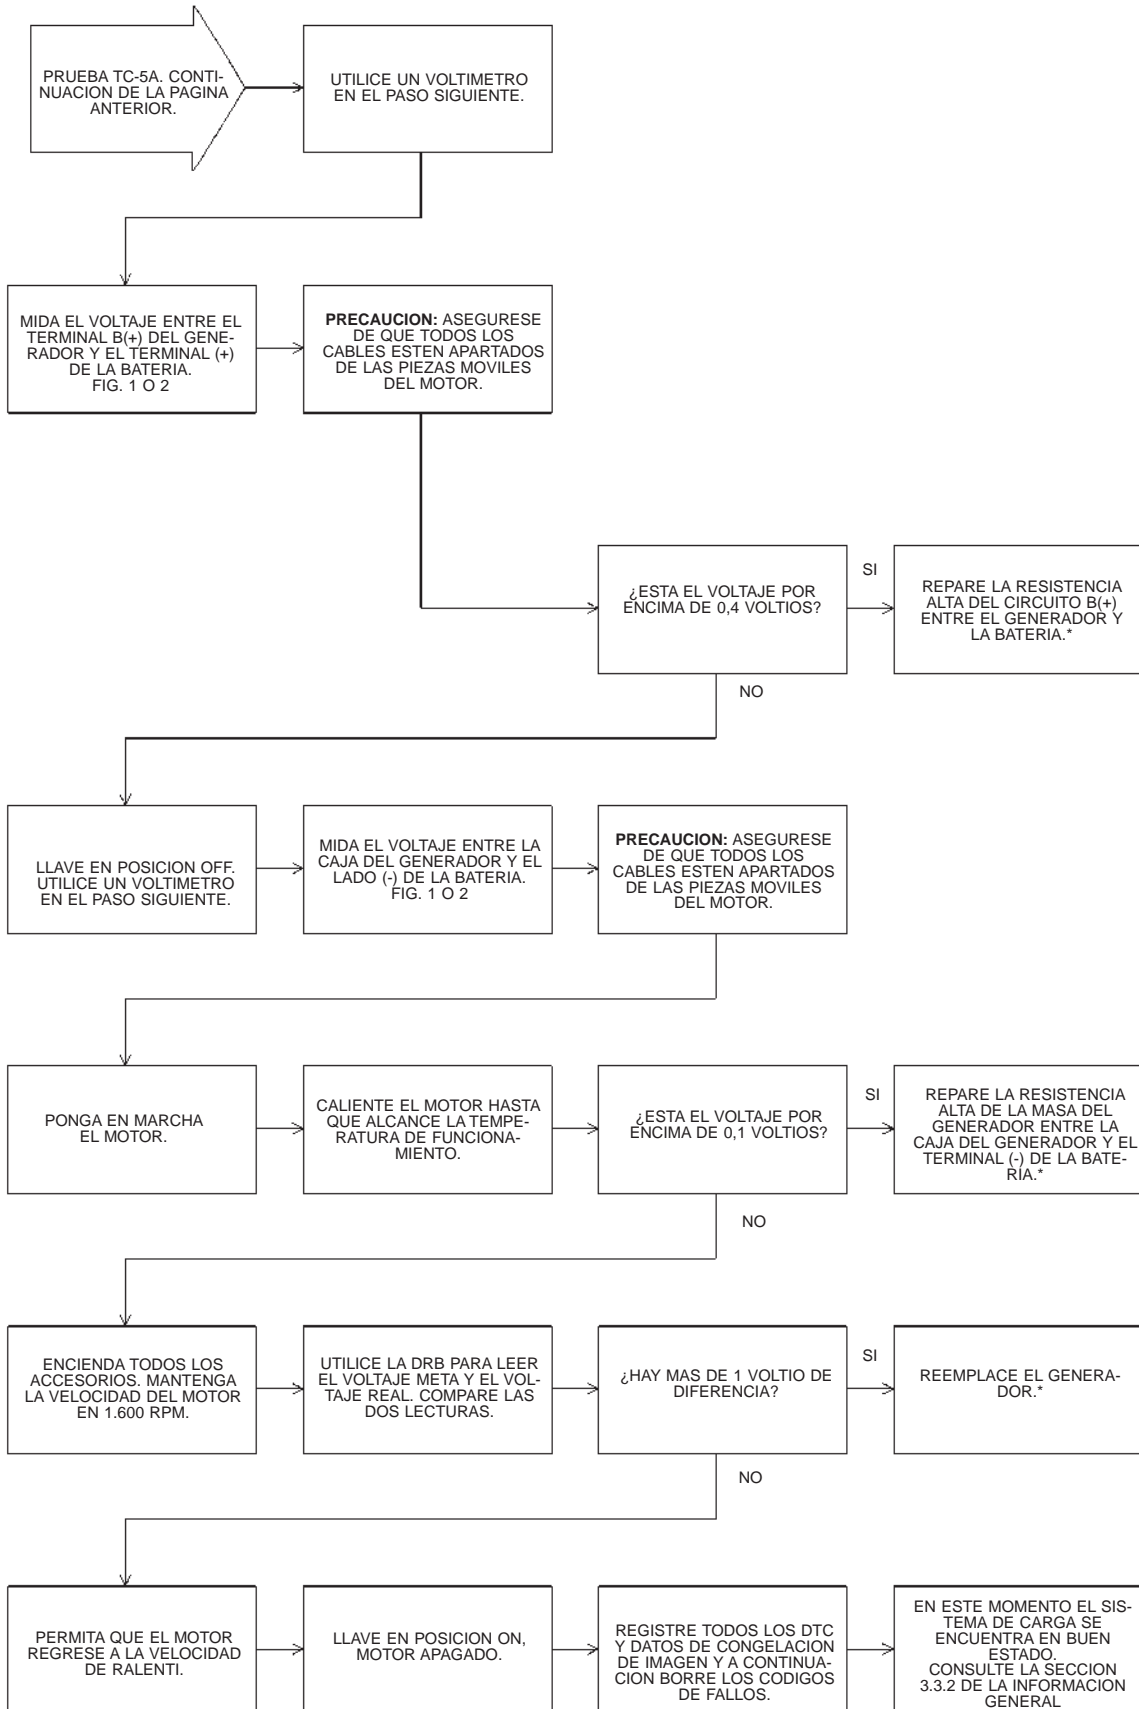 PRUEBA TC-5A. CONTI-
NUACION DE LA PAGINA
ANTERIOR.
UTILICE UN VOLTIMETRO
EN EL PASO SIGUIENTE.
MIDA EL VOLTAJE ENTRE EL
TERMINAL B(+) DEL GENE-
RADOR Y EL TERMINAL (+)
DE LA BATERIA.
FIG. 1 O 2
PRECAUCION: ASEGURESE
DE QUE TODOS LOS
CABLES ESTEN APARTADOS
DE LAS PIEZAS MOVILES
DEL MOTOR.
¿ESTA EL VOLTAJE POR
ENCIMA DE 0,4 VOLTIOS?
SI
REPARE LA RESISTENCIA
ALTA DEL CIRCUITO B(+)
ENTRE EL GENERADOR Y
LA BATERIA.*
NO
LLAVE EN POSICION OFF.
UTILICE UN VOLTIMETRO
EN EL PASO SIGUIENTE.
MIDA EL VOLTAJE ENTRE LA
CAJA DEL GENERADOR Y EL
LADO (-) DE LA BATERIA.
FIG. 1 O 2
PRECAUCION: ASEGURESE
DE QUE TODOS LOS
CABLES ESTEN APARTADOS
DE LAS PIEZAS MOVILES
DEL MOTOR.
PONGA EN MARCHA
EL MOTOR.
CALIENTE EL MOTOR HASTA
QUE ALCANCE LA TEMPE-
RATURA DE FUNCIONA-
MIENTO.
¿ESTA EL VOLTAJE POR
ENCIMA DE 0,1 VOLTIOS?
SI
REPARE LA RESISTENCIA
ALTA DE LA MASA DEL
GENERADOR ENTRE LA
CAJA DEL GENERADOR Y EL
TERMINAL (-) DE LA BATE-
RIA.*
NO
ENCIENDA TODOS LOS
ACCESORIOS. MANTENGA
LA VELOCIDAD DEL MOTOR
EN 1.600 RPM.
UTILICE LA DRB PARA LEER
EL VOLTAJE META Y EL VOL-
TAJE REAL. COMPARE LAS
DOS LECTURAS.
¿HAY MAS DE 1 VOLTIO DE
DIFERENCIA?
SI
REEMPLACE EL GENERA-
DOR.*
NO
PERMITA QUE EL MOTOR
REGRESE A LA VELOCIDAD
DE RALENTI.
LLAVE EN POSICION ON,
MOTOR APAGADO.
REGISTRE TODOS LOS DTC
Y DATOS DE CONGELACION
DE IMAGEN Y A CONTINUA-
CION BORRE LOS CODIGOS
DE FALLOS.
EN ESTE MOMENTO EL SIS-
TEMA DE CARGA SE
ENCUENTRA EN BUEN
ESTADO.
CONSULTE LA SECCION
3.3.2 DE LA INFORMACION
GENERAL